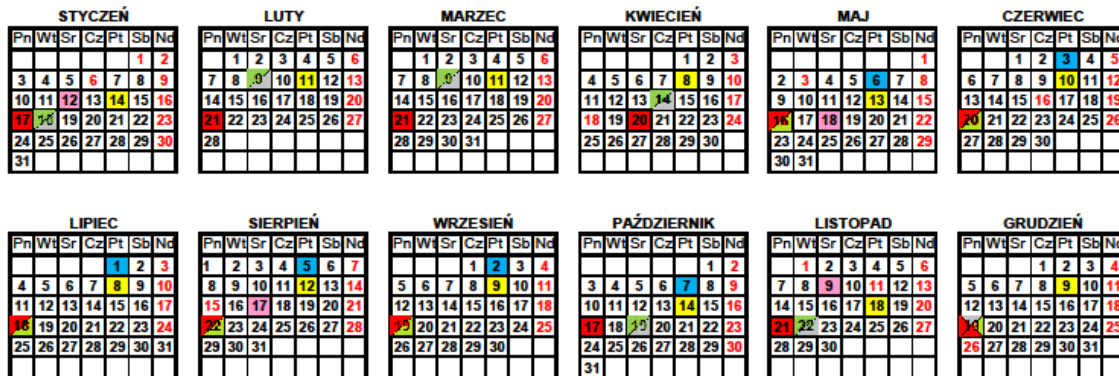 STYCZEŃ LUTY MARZEC KWIECIEŃ MAJ CZERWIEC
Pn Wt Sr Cz Pt Sb Nd Pn Wt Sr Cz Pt Sb Nd Pn Wt Sr Cz Pt Sb Nd Pn Wt Sr Cz Pt Sb Nd Pn Wt Sr Cz Pt Sb Nd Pn Wt Sr Cz Pt Sb Nd
1 2 1 2 3 4 5 6 1 2 3 4 5 6 1 2 3 1 1 2 3 4 5
3 4 5 6 7 8 9 7 8 9 10 11 12 13 7 8 9 10 11 12 13 4 5 6 7 8 9 10 2 3 4 5 6 7 8 6 7 8 9 10 11 12
10 11 12 13 14 15 16 14 15 16 17 18 19 20 14 15 16 17 18 19 20 11 12 13 14 15 16 17 9 10 11 12 13 14 15 13 14 15 16 17 18 19
17 18 19 20 21 22 23 21 22 23 24 25 26 27 21 22 23 24 25 26 27 18 19 20 21 22 23 24 16 17 18 19 20 21 22 20 21 22 23 24 25 26
24 25 26 27 28 29 30 28 28 29 30 31 25 26 27 28 29 30 23 24 25 26 27 28 29 27 28 29 30
31 30 31
LIPIEC SIERPIEŃ WRZESIEŃ PAŹDZIERNIK LISTOPAD GRUDZIEŃ
Pn Wt Sr Cz Pt Sb Nd Pn Wt Sr Cz Pt Sb Nd Pn Wt Sr Cz Pt Sb Nd Pn Wt Sr Cz Pt Sb Nd Pn Wt Sr Cz Pt Sb Nd Pn Wt Sr Cz Pt Sb Nd
1 2 3 1 2 3 4 5 6 7 1 2 3 4 1 2 1 2 3 4 5 6 1 2 3 4
4 5 6 7 8 9 10 8 9 10 11 12 13 14 5 6 7 8 9 10 11 3 4 5 6 7 8 9 7 8 9 10 11 12 13 5 6 7 8 9 10 11
11 12 13 14 15 16 17 15 16 17 18 19 20 21 12 13 14 15 16 17 18 10 11 12 13 14 15 16 14 15 16 17 18 19 20 12 13 14 15 16 17 18
18 19 20 21 22 23 24 22 23 24 25 26 27 28 19 20 21 22 23 24 25 17 18 19 20 21 22 23 21 22 23 24 25 26 27 19 20 21 22 23 24 25
25 26 27 28 29 30 31 29 30 31 26 27 28 29 30 24 25 26 27 28 29 30 28 29 30 26 27 28 29 30 31
31